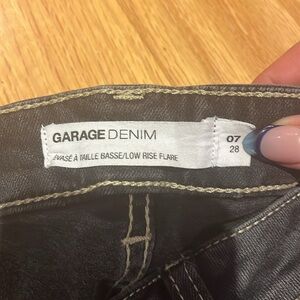 GARAGE DENIM
ÉVASÉ À TAILLE BASSE/LOW RISE FLARE
07
28